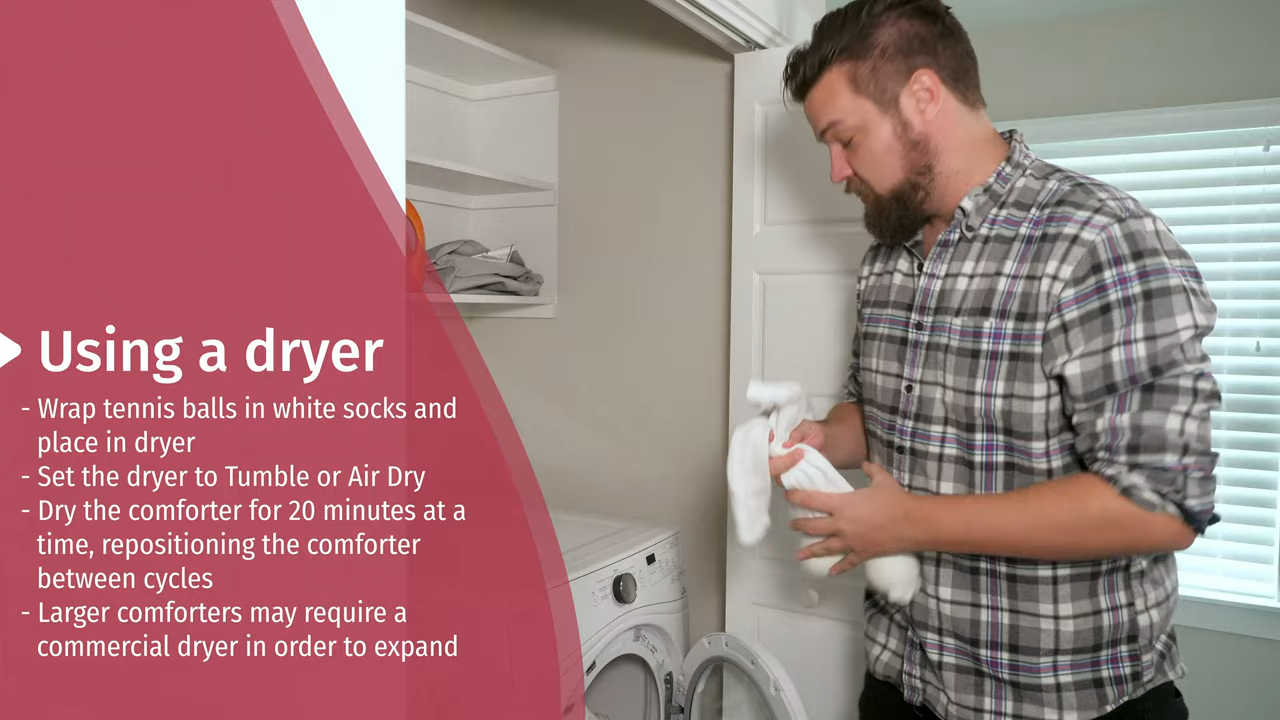 Using a dryer
- Wrap tennis balls in white socks and
place in dryer
- Set the dryer to Tumble or Air Dry
- Dry the comforter for 20 minutes at a
time, repositioning the comforter
between cycles
- Larger comforters may require a
commercial dryer in order to expand